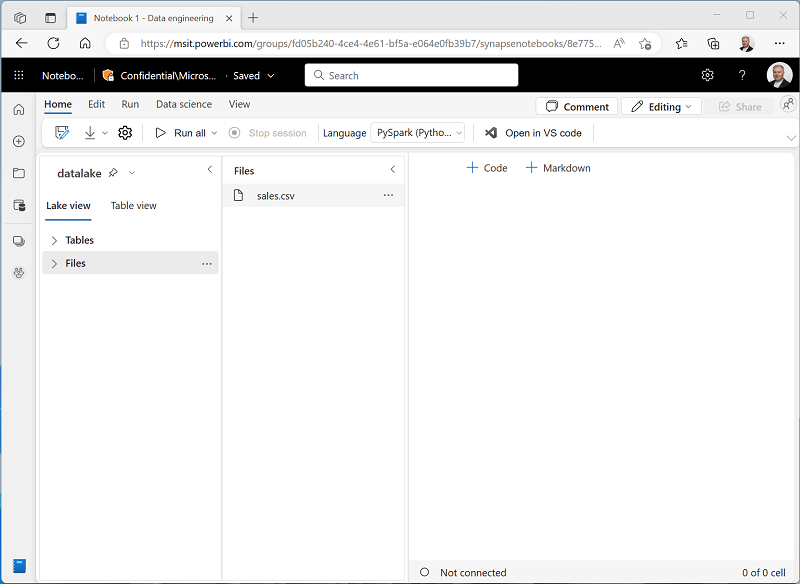 Notebook 1 - Data engineering
https://msit.powerbi.com/groups/fd05b240-4ce4-4e61-bf5a-e064e0fb39b7/synapsenotebooks/8e775...
Notebo... Confidential\Micros... · Saved Search ?
Home Edit Run Data science View Comment Editing Share
Run all Stop session Language PySpark (Pytho... Open in VS code
datalake
Lake view Table view
Tables
Files
Files
sales.csv
+ Code + Markdown
Not connected 0 of 0 cell